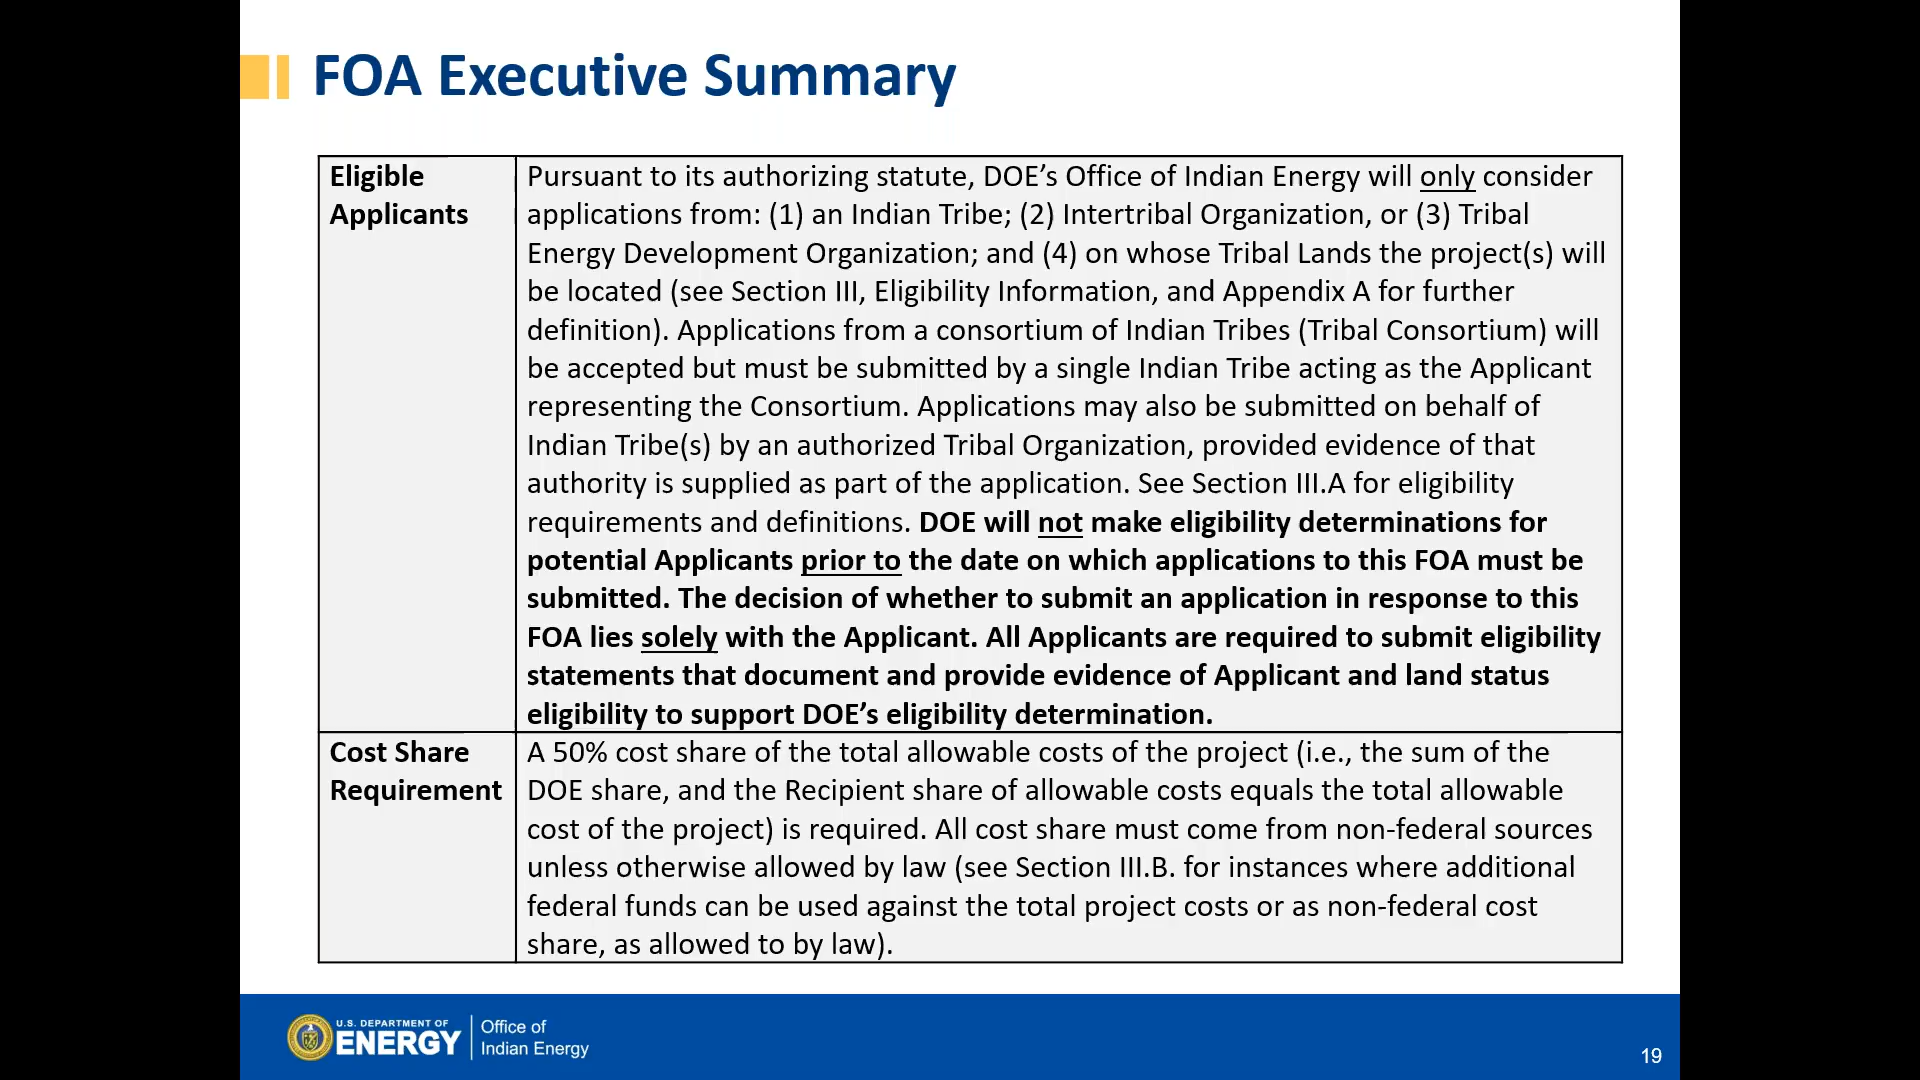 FOA Executive Summary
Eligible
Applicants
Pursuant to its authorizing statute, DOE’s Office of Indian Energy will only consider
applications from: (1) an Indian Tribe; (2) Intertribal Organization, or (3) Tribal
Energy Development Organization; and (4) on whose Tribal Lands the project(s) will
be located (see Section III, Eligibility Information, and Appendix A for further
definition). Applications from a consortium of Indian Tribes (Tribal Consortium) will
be accepted but must be submitted by a single Indian Tribe acting as the Applicant
representing the Consortium. Applications may also be submitted on behalf of
Indian Tribe(s) by an authorized Tribal Organization, provided evidence of that
authority is supplied as part of the application. See Section III.A for eligibility
requirements and definitions. DOE will not make eligibility determinations for
potential Applicants prior to the date on which applications to this FOA must be
submitted. The decision of whether to submit an application in response to this
FOA lies solely with the Applicant. All Applicants are required to submit eligibility
statements that document and provide evidence of Applicant and land status
eligibility to support DOE’s eligibility determination.
Cost Share
Requirement
A 50% cost share of the total allowable costs of the project (i.e., the sum of the
DOE share, and the Recipient share of allowable costs equals the total allowable
cost of the project) is required. All cost share must come from non-federal sources
unless otherwise allowed by law (see Section III.B. for instances where additional
federal funds can be used against the total project costs or as non-federal cost
share, as allowed to by law).
U.S. DEPARTMENT OF
ENERGY
Office of
Indian Energy
19